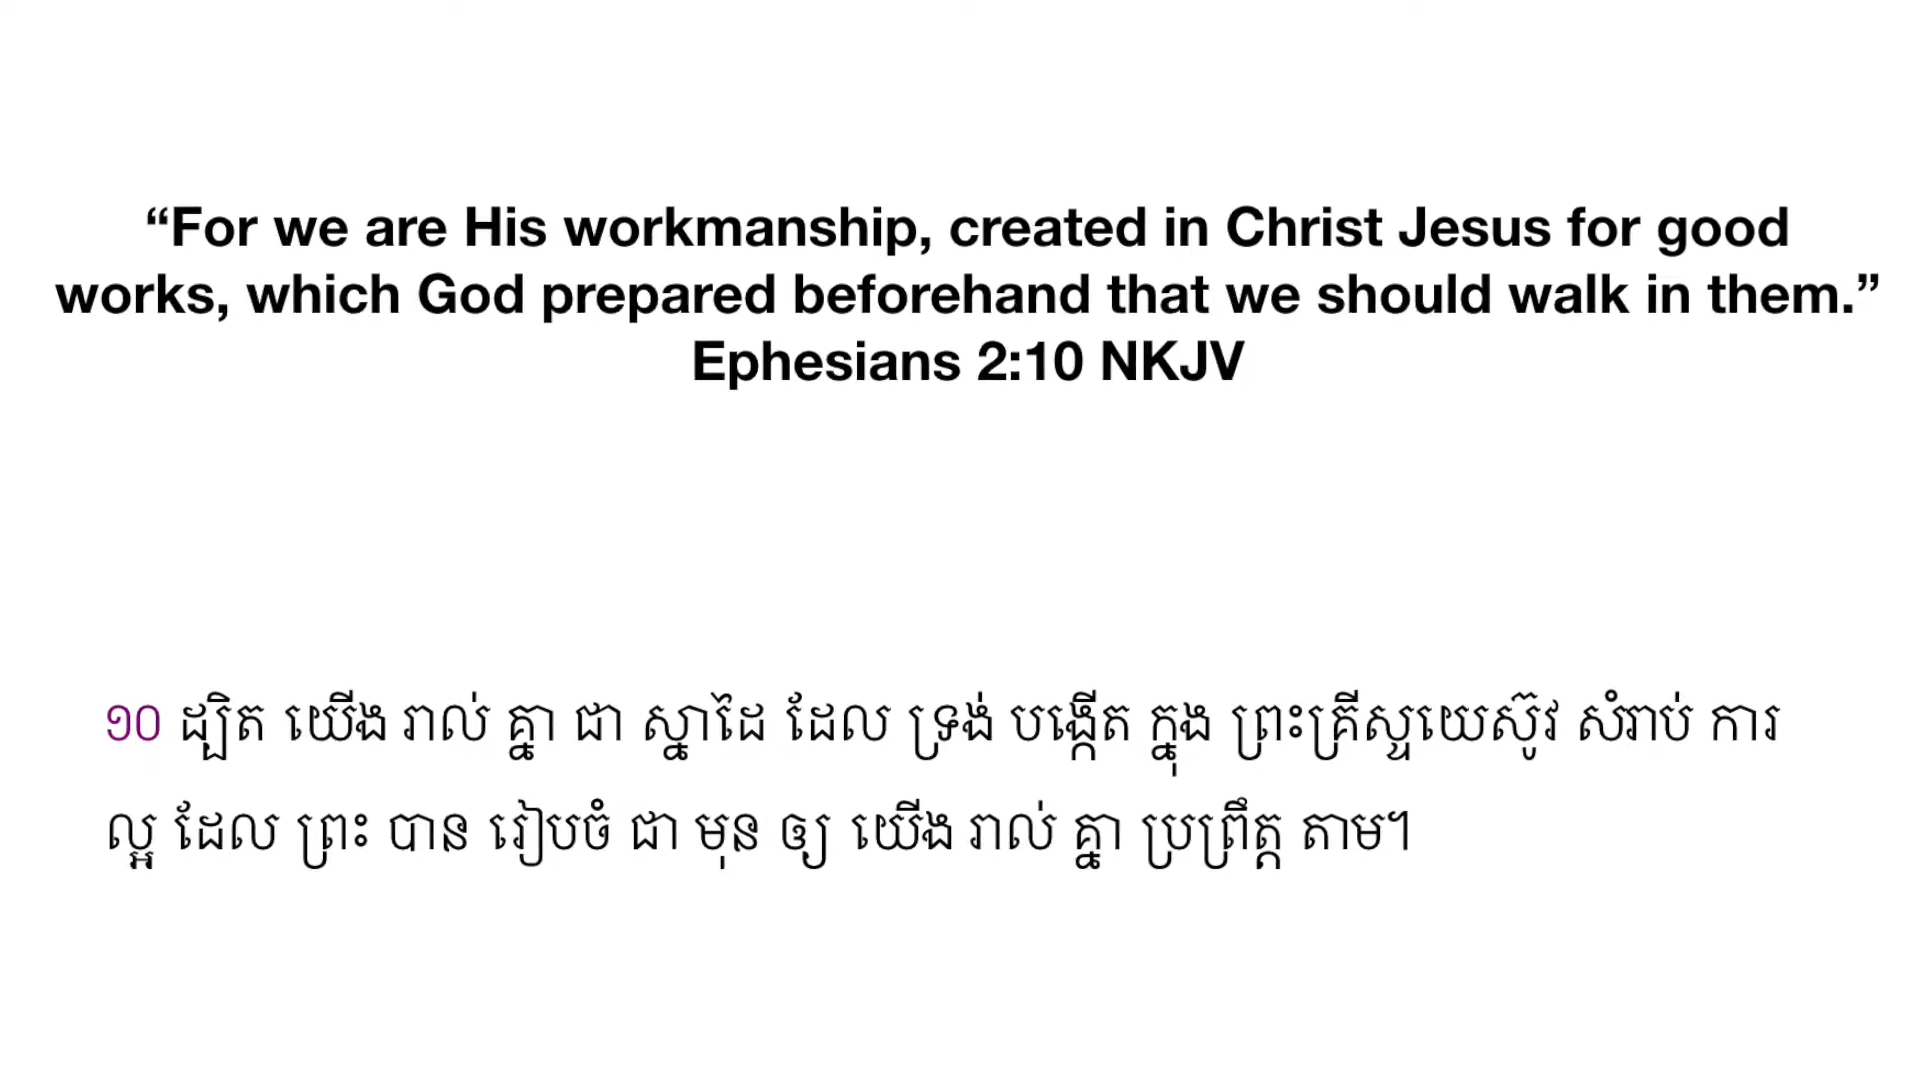 “For we are His workmanship, created in Christ Jesus for good
works, which God prepared beforehand that we should walk in them.”
Ephesians 2:10 NKJV
១០ ដ្បិត យើង រាល់ គ្នា ជា ស្នាដៃ ដែល ទ្រង់ បង្កើត ក្នុង ព្រះគ្រីស្ទយេស៊ូវ សំរាប់ ការ
ល្អ ដែល ព្រះ បាន រៀបចំ ជា មុន ឲ្យ យើង រាល់ គ្នា ប្រព្រឹត្ត តាម។